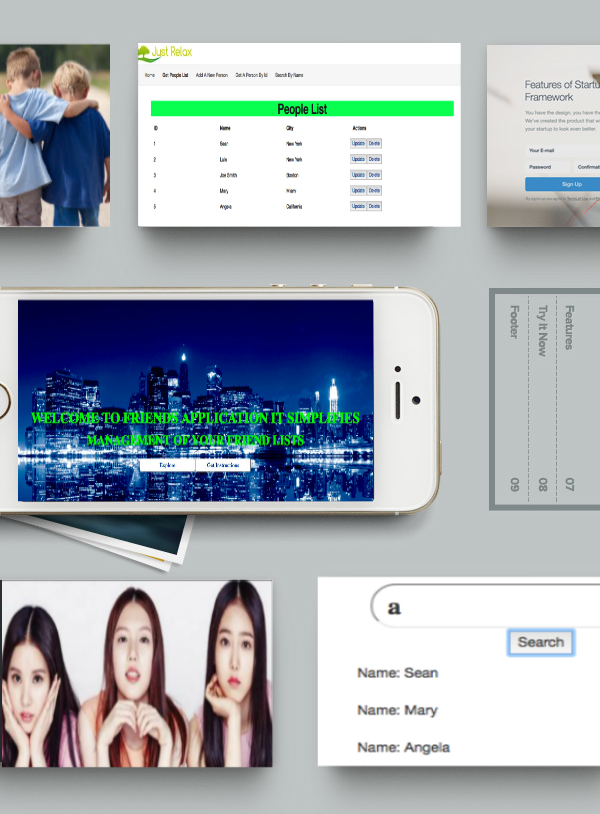 Just Relax
Home Get People List Add A New Person Get A Person By Id Search By Name
People List
ID Name City Actions
1 Sean New York Update Delete
2 Luis New York Update Delete
3 Joe Smith Boston Update Delete
4 Mary Miami Update Delete
5 Angela California Update Delete
Features of Startu
Framework
You have the design, you have the
We've created the product that wi
your startup to look even better.
Your E-mail
Password Confirmat
Sign Up
WELCOME TO FRIENDS APPLICATION IT SIMPLIFIES
MANAGEMENT OF YOUR FRIEND LISTS
Explore Get Instructions
Features 07
Try It Now 08
Footer 09
a
Search
Name: Sean
Name: Mary
Name: Angela